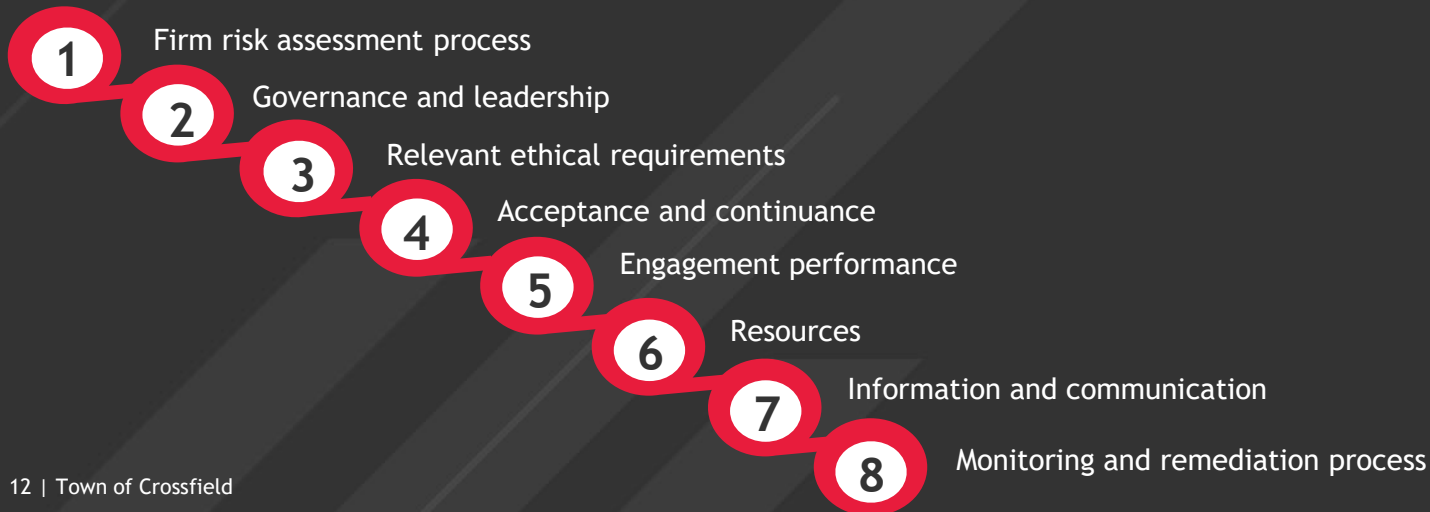 1 Firm risk assessment process
2 Governance and leadership
3 Relevant ethical requirements
4 Acceptance and continuance
5 Engagement performance
6 Resources
7 Information and communication
8 Monitoring and remediation process
12 | Town of Crossfield